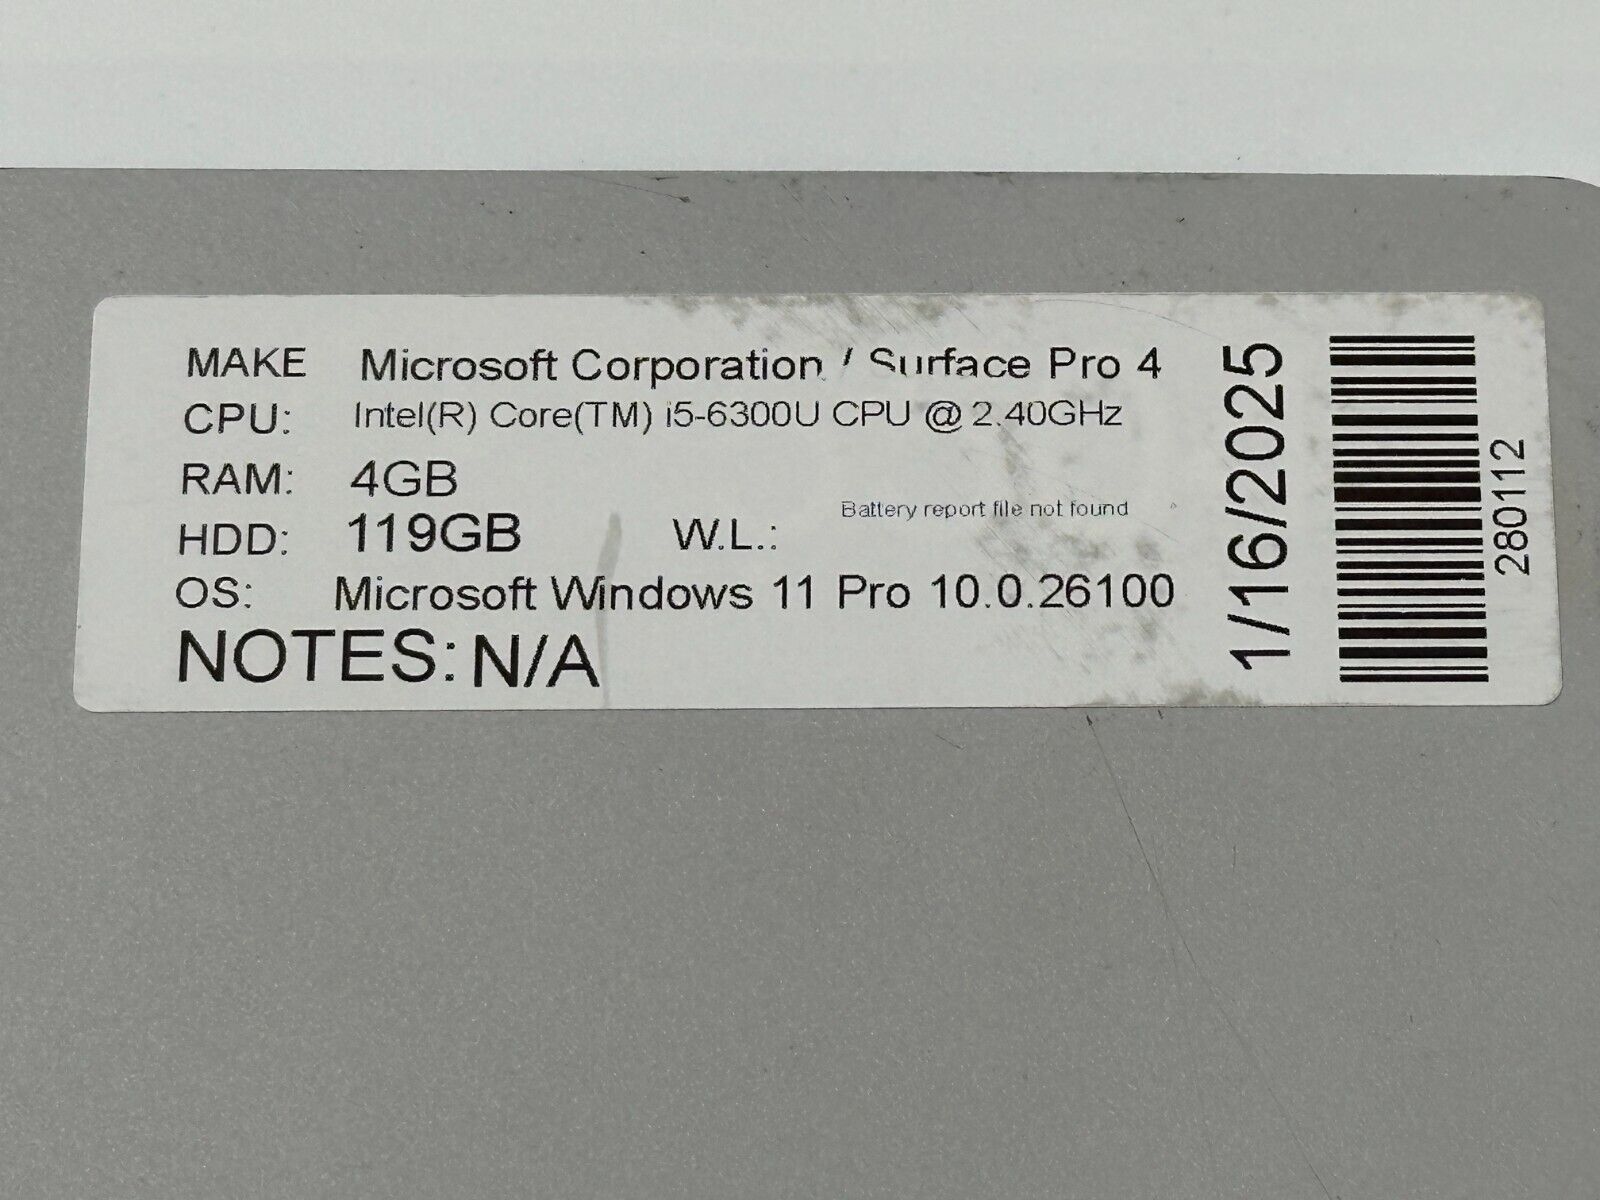 MAKE Microsoft Corporation / Surface Pro 4
CPU: Intel(R) Core(TM) i5-6300U CPU @ 2.40GHz
RAM: 4GB
HDD: 119GB W.L.: Battery report file not found
OS: Microsoft Windows 11 Pro 10.0.26100
NOTES: N/A
1/16/2025
280112